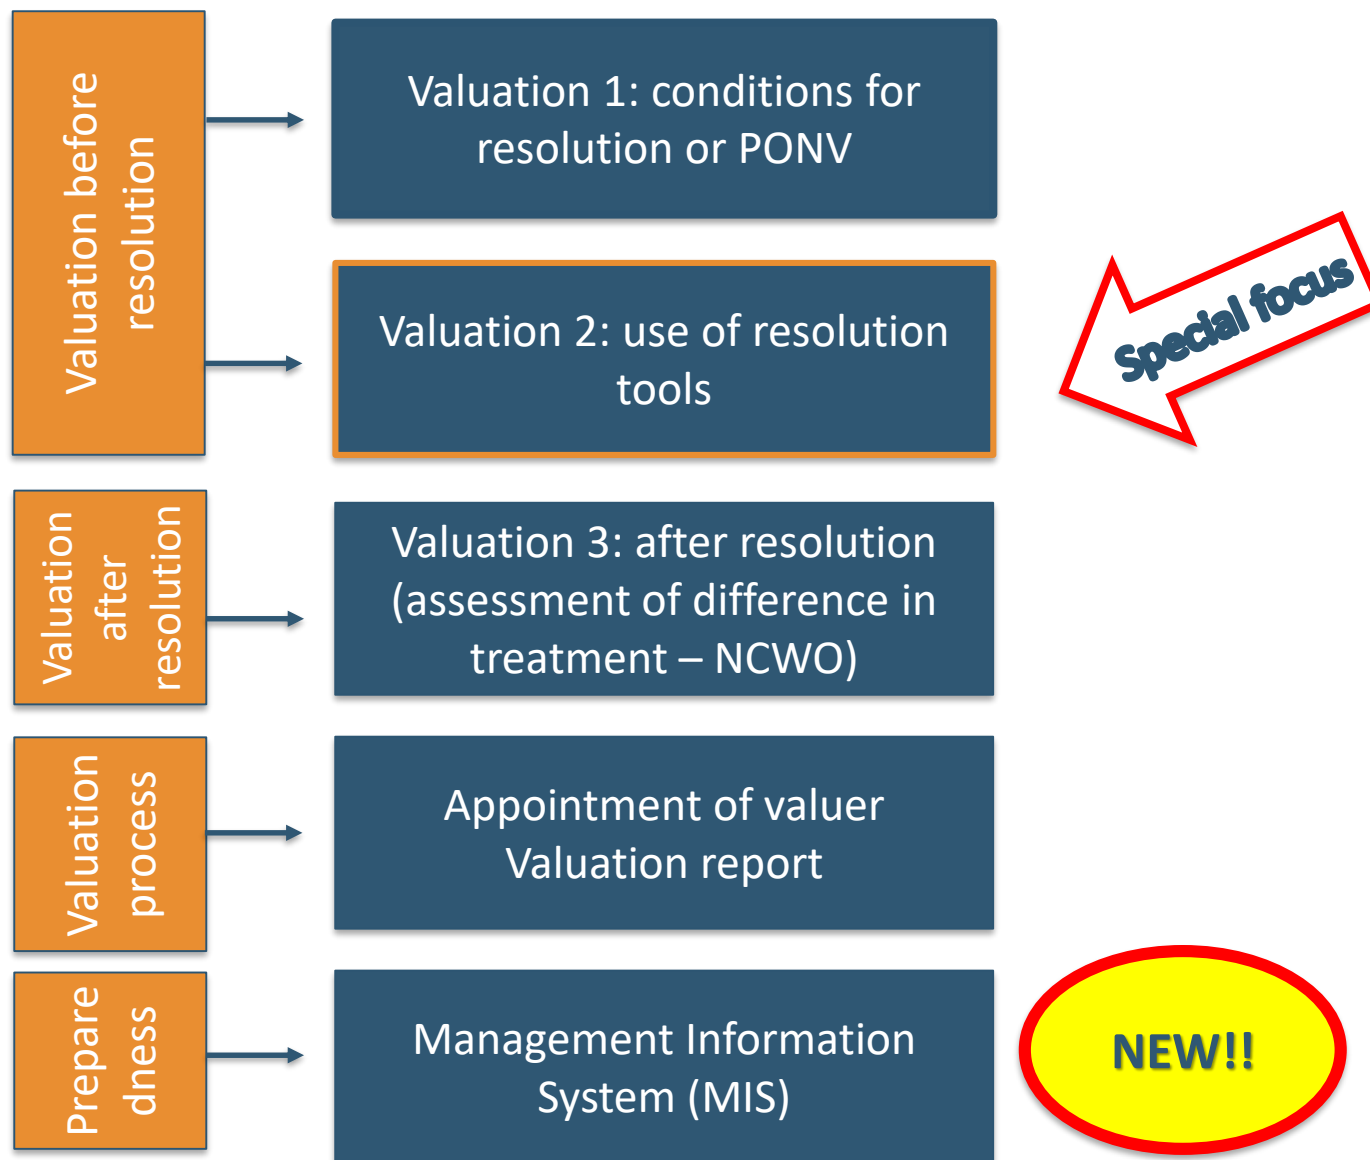 Valuation before
resolution
Valuation 1: conditions for
resolution or PONV
Valuation 2: use of resolution
tools
Special focus
Valuation
after
resolution
Valuation 3: after resolution
(assessment of difference in
treatment – NCWO)
Valuation
process
Appointment of valuer
Valuation report
Prepare
dness
Management Information
System (MIS)
NEW!!